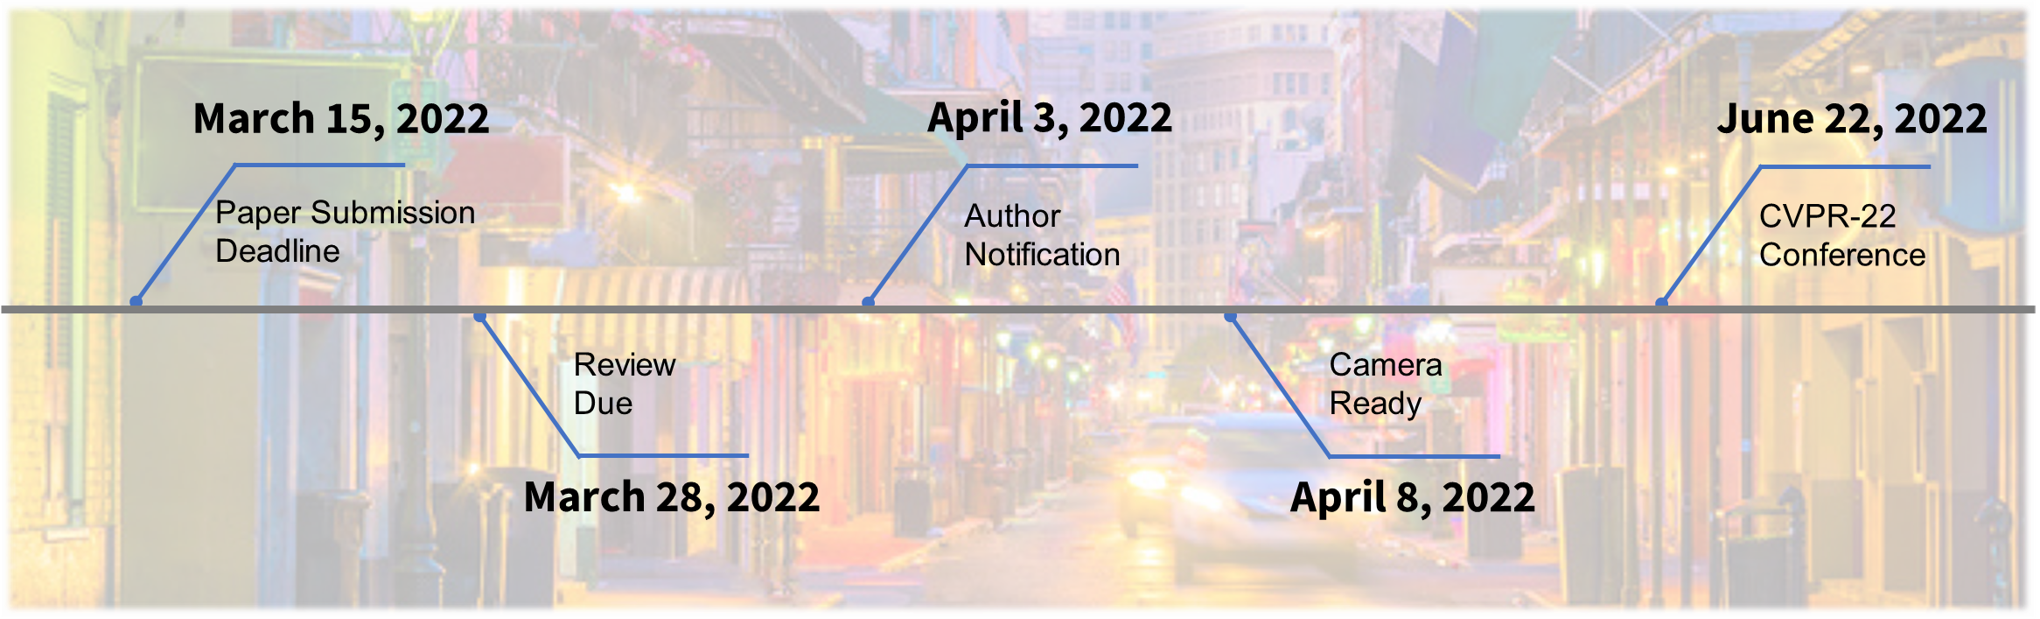 March 15, 2022
Paper Submission
Deadline
Review
Due
March 28, 2022
April 3, 2022
Author
Notification
Camera
Ready
April 8, 2022
June 22, 2022
CVPR-22
Conference